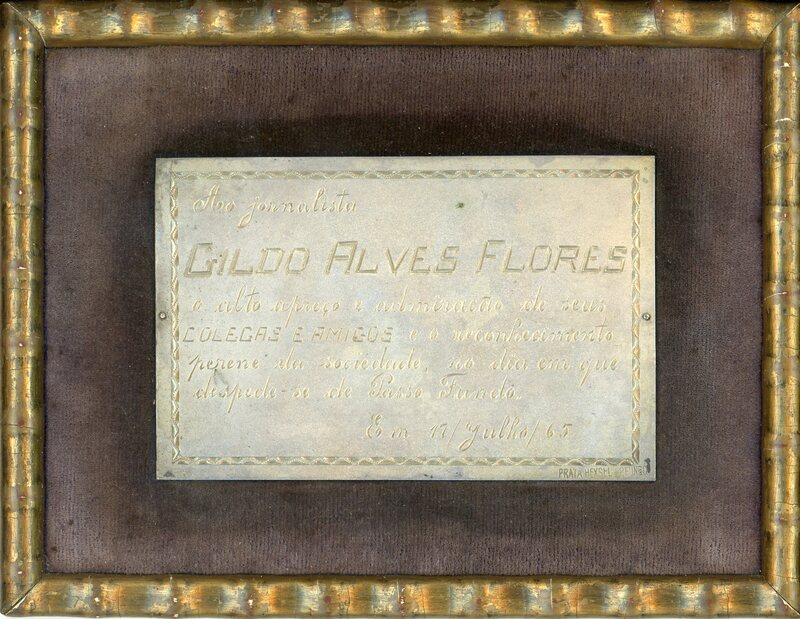 Ao jornalista
GILDO ALVES FLORES
o alto apreço e admiração de seus
COLEGAS E AMIGOS e o reconhecimento
perene da sociedade, no dia em que
despede-se de Passo Fundo.
Em 17/Julho/65
PRATA